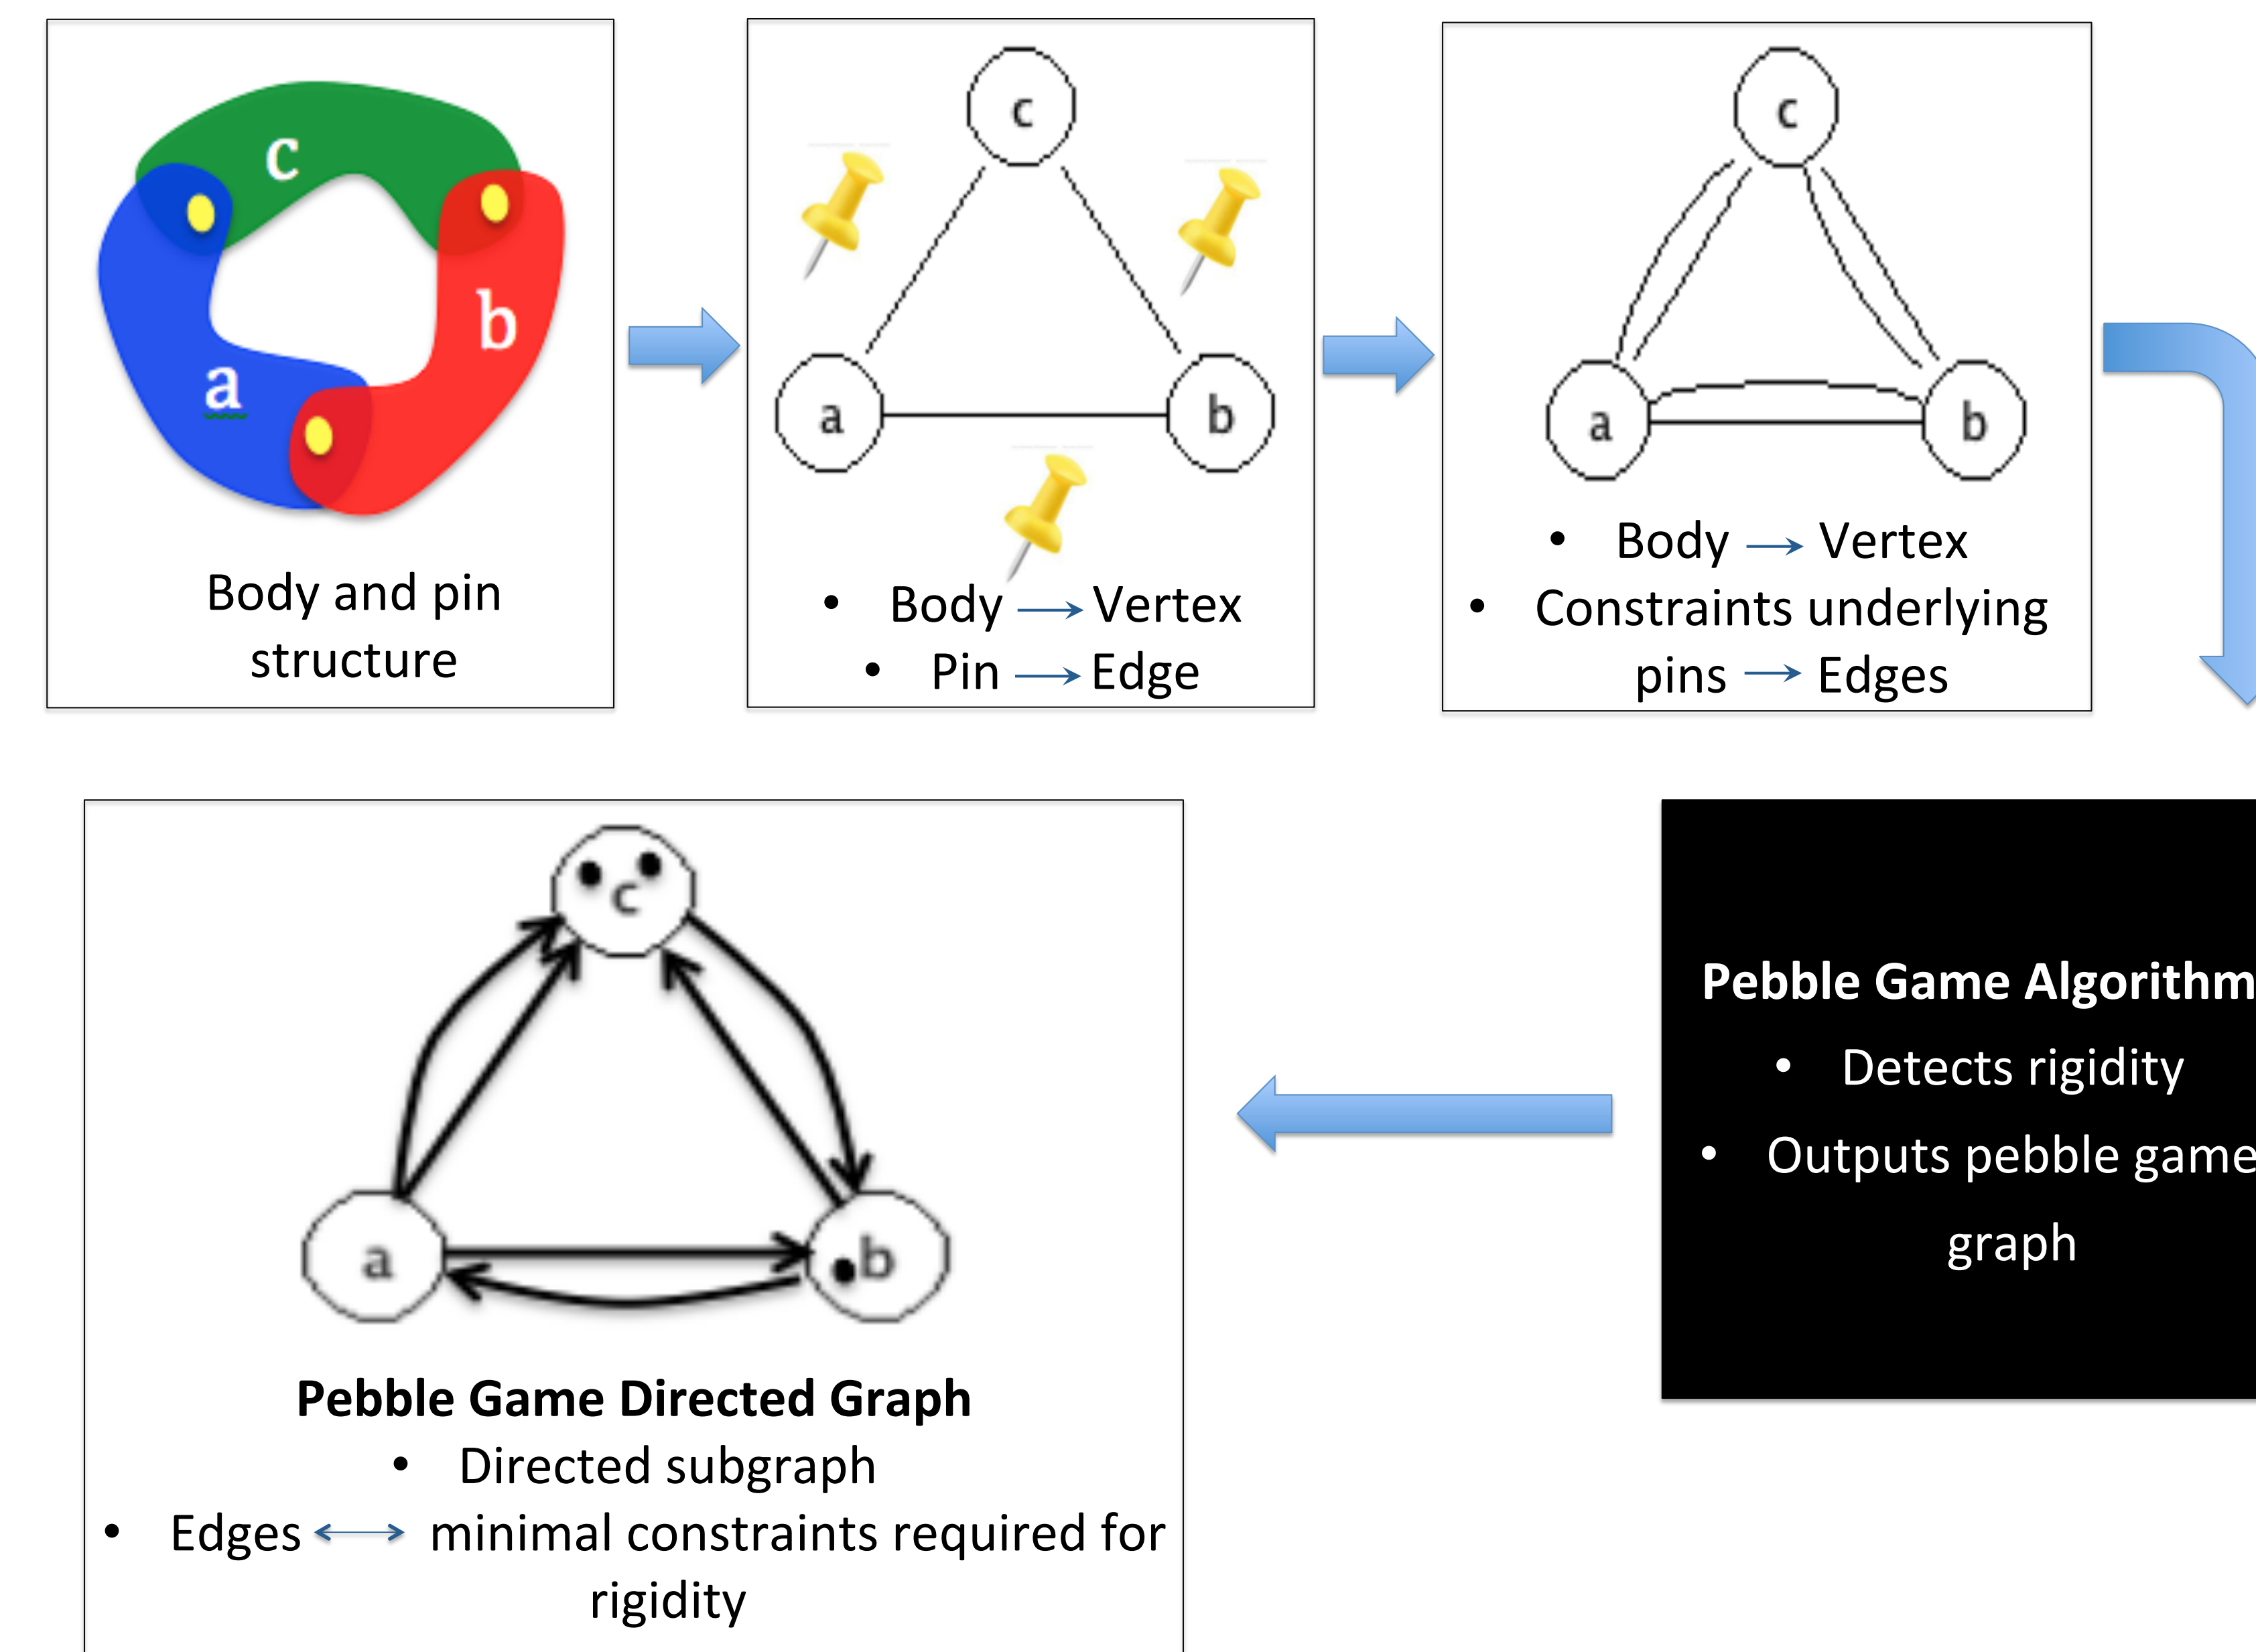 c
b
a
Body and pin
structure
c
a
b
• Body → Vertex
• Pin → Edge
c
a
b
• Body → Vertex
• Constraints underlying
pins → Edges
c
a
b
Pebble Game Directed Graph
• Directed subgraph
• Edges ↔ minimal constraints required for
rigidity
Pebble Game Algorithm
• Detects rigidity
• Outputs pebble game
graph